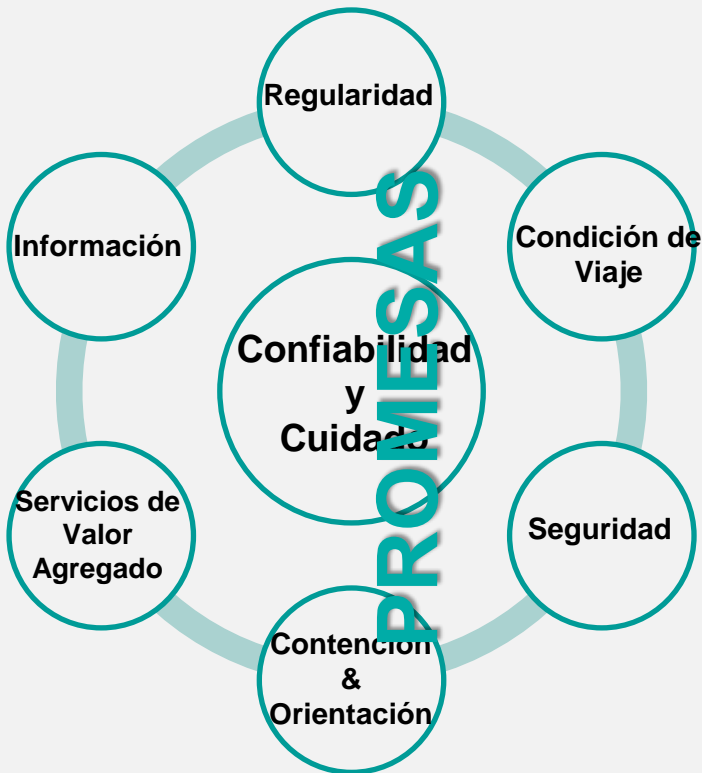 Regularidad
Condición de
Viaje
Información
Confiabilidad
y
Cuidado
PROMESAS
Servicios de
Valor
Agregado
Seguridad
Contención
&
Orientación